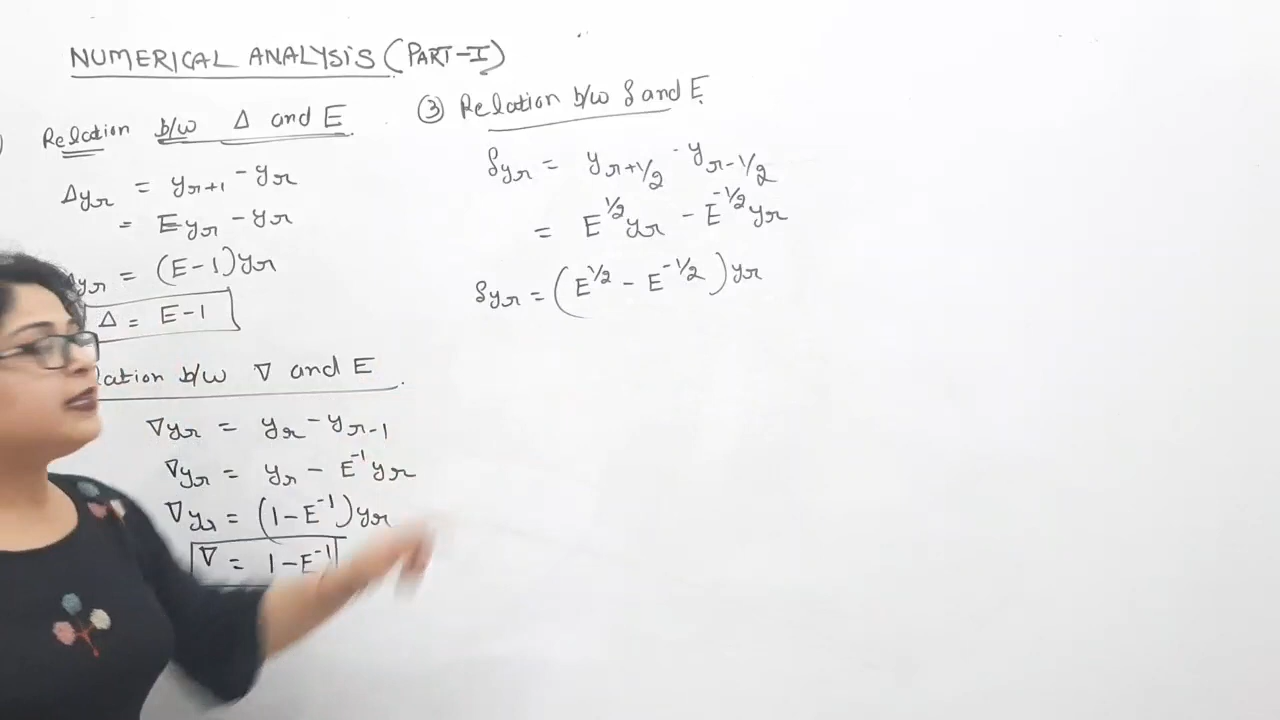 NUMERICAL ANALYSIS (PART-I)
) Relation b/w Δ and E
Δyr = yr+1 - yr
= Eyr - yr
yr = (E-1)yr
Δ = E-1
lation b/w ∇ and E
∇yr = yr - yr-1
∇yr = yr - E^-1 yr
∇yr = (1-E^-1)yr
∇ = 1-E^-1
③ Relation b/w δ and E
δyr = yr+1/2 - yr-1/2
= E^1/2 yr - E^-1/2 yr
δyr = (E^1/2 - E^-1/2)yr